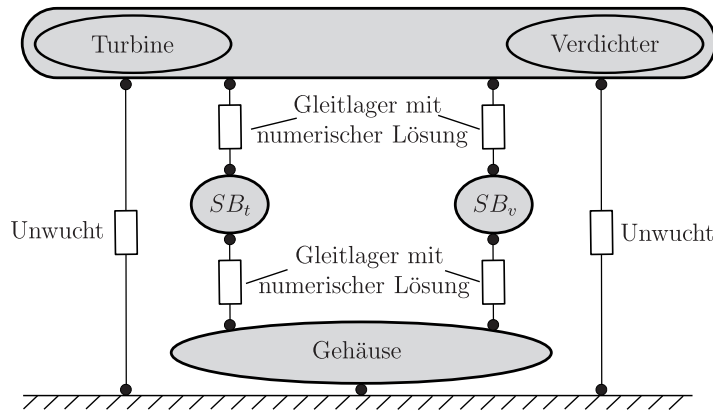 Turbine
Verdichter
Gleitlager mit
numerischer Lösung
SB_t
SB_v
Unwucht
Unwucht
Gleitlager mit
numerischer Lösung
Gehäuse